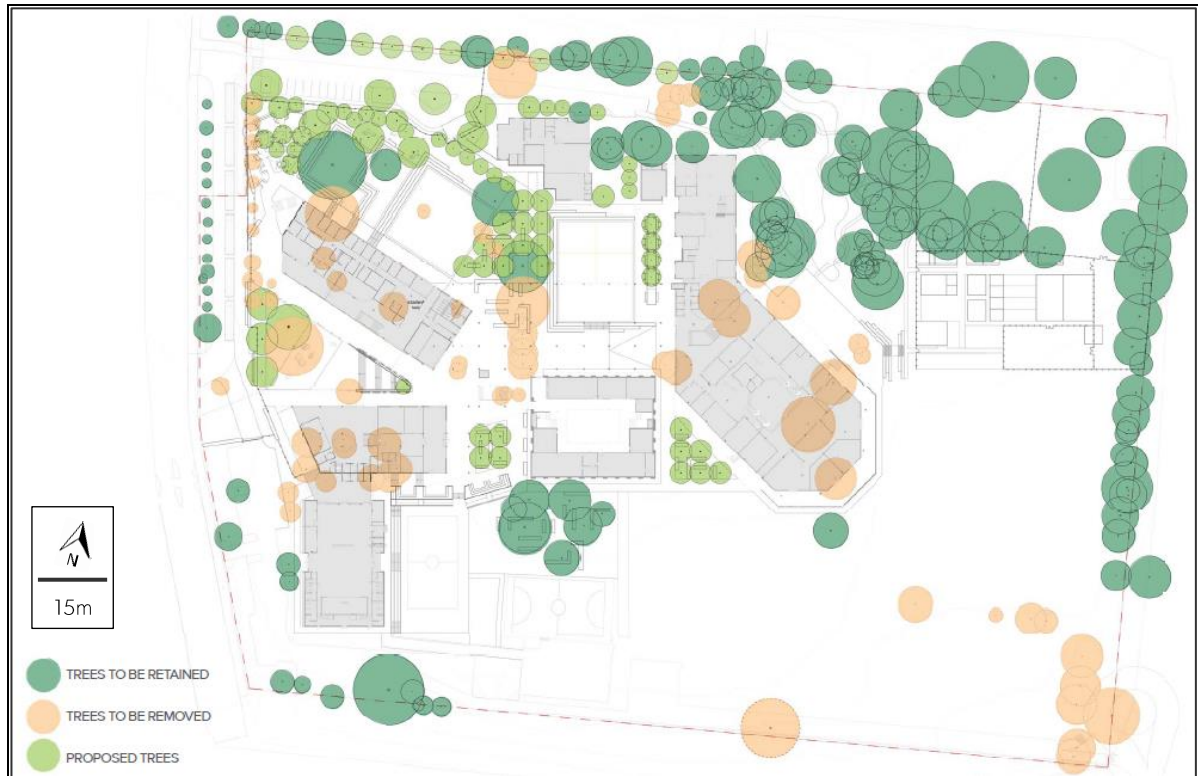 N
15m
TREES TO BE RETAINED
TREES TO BE REMOVED
PROPOSED TREES